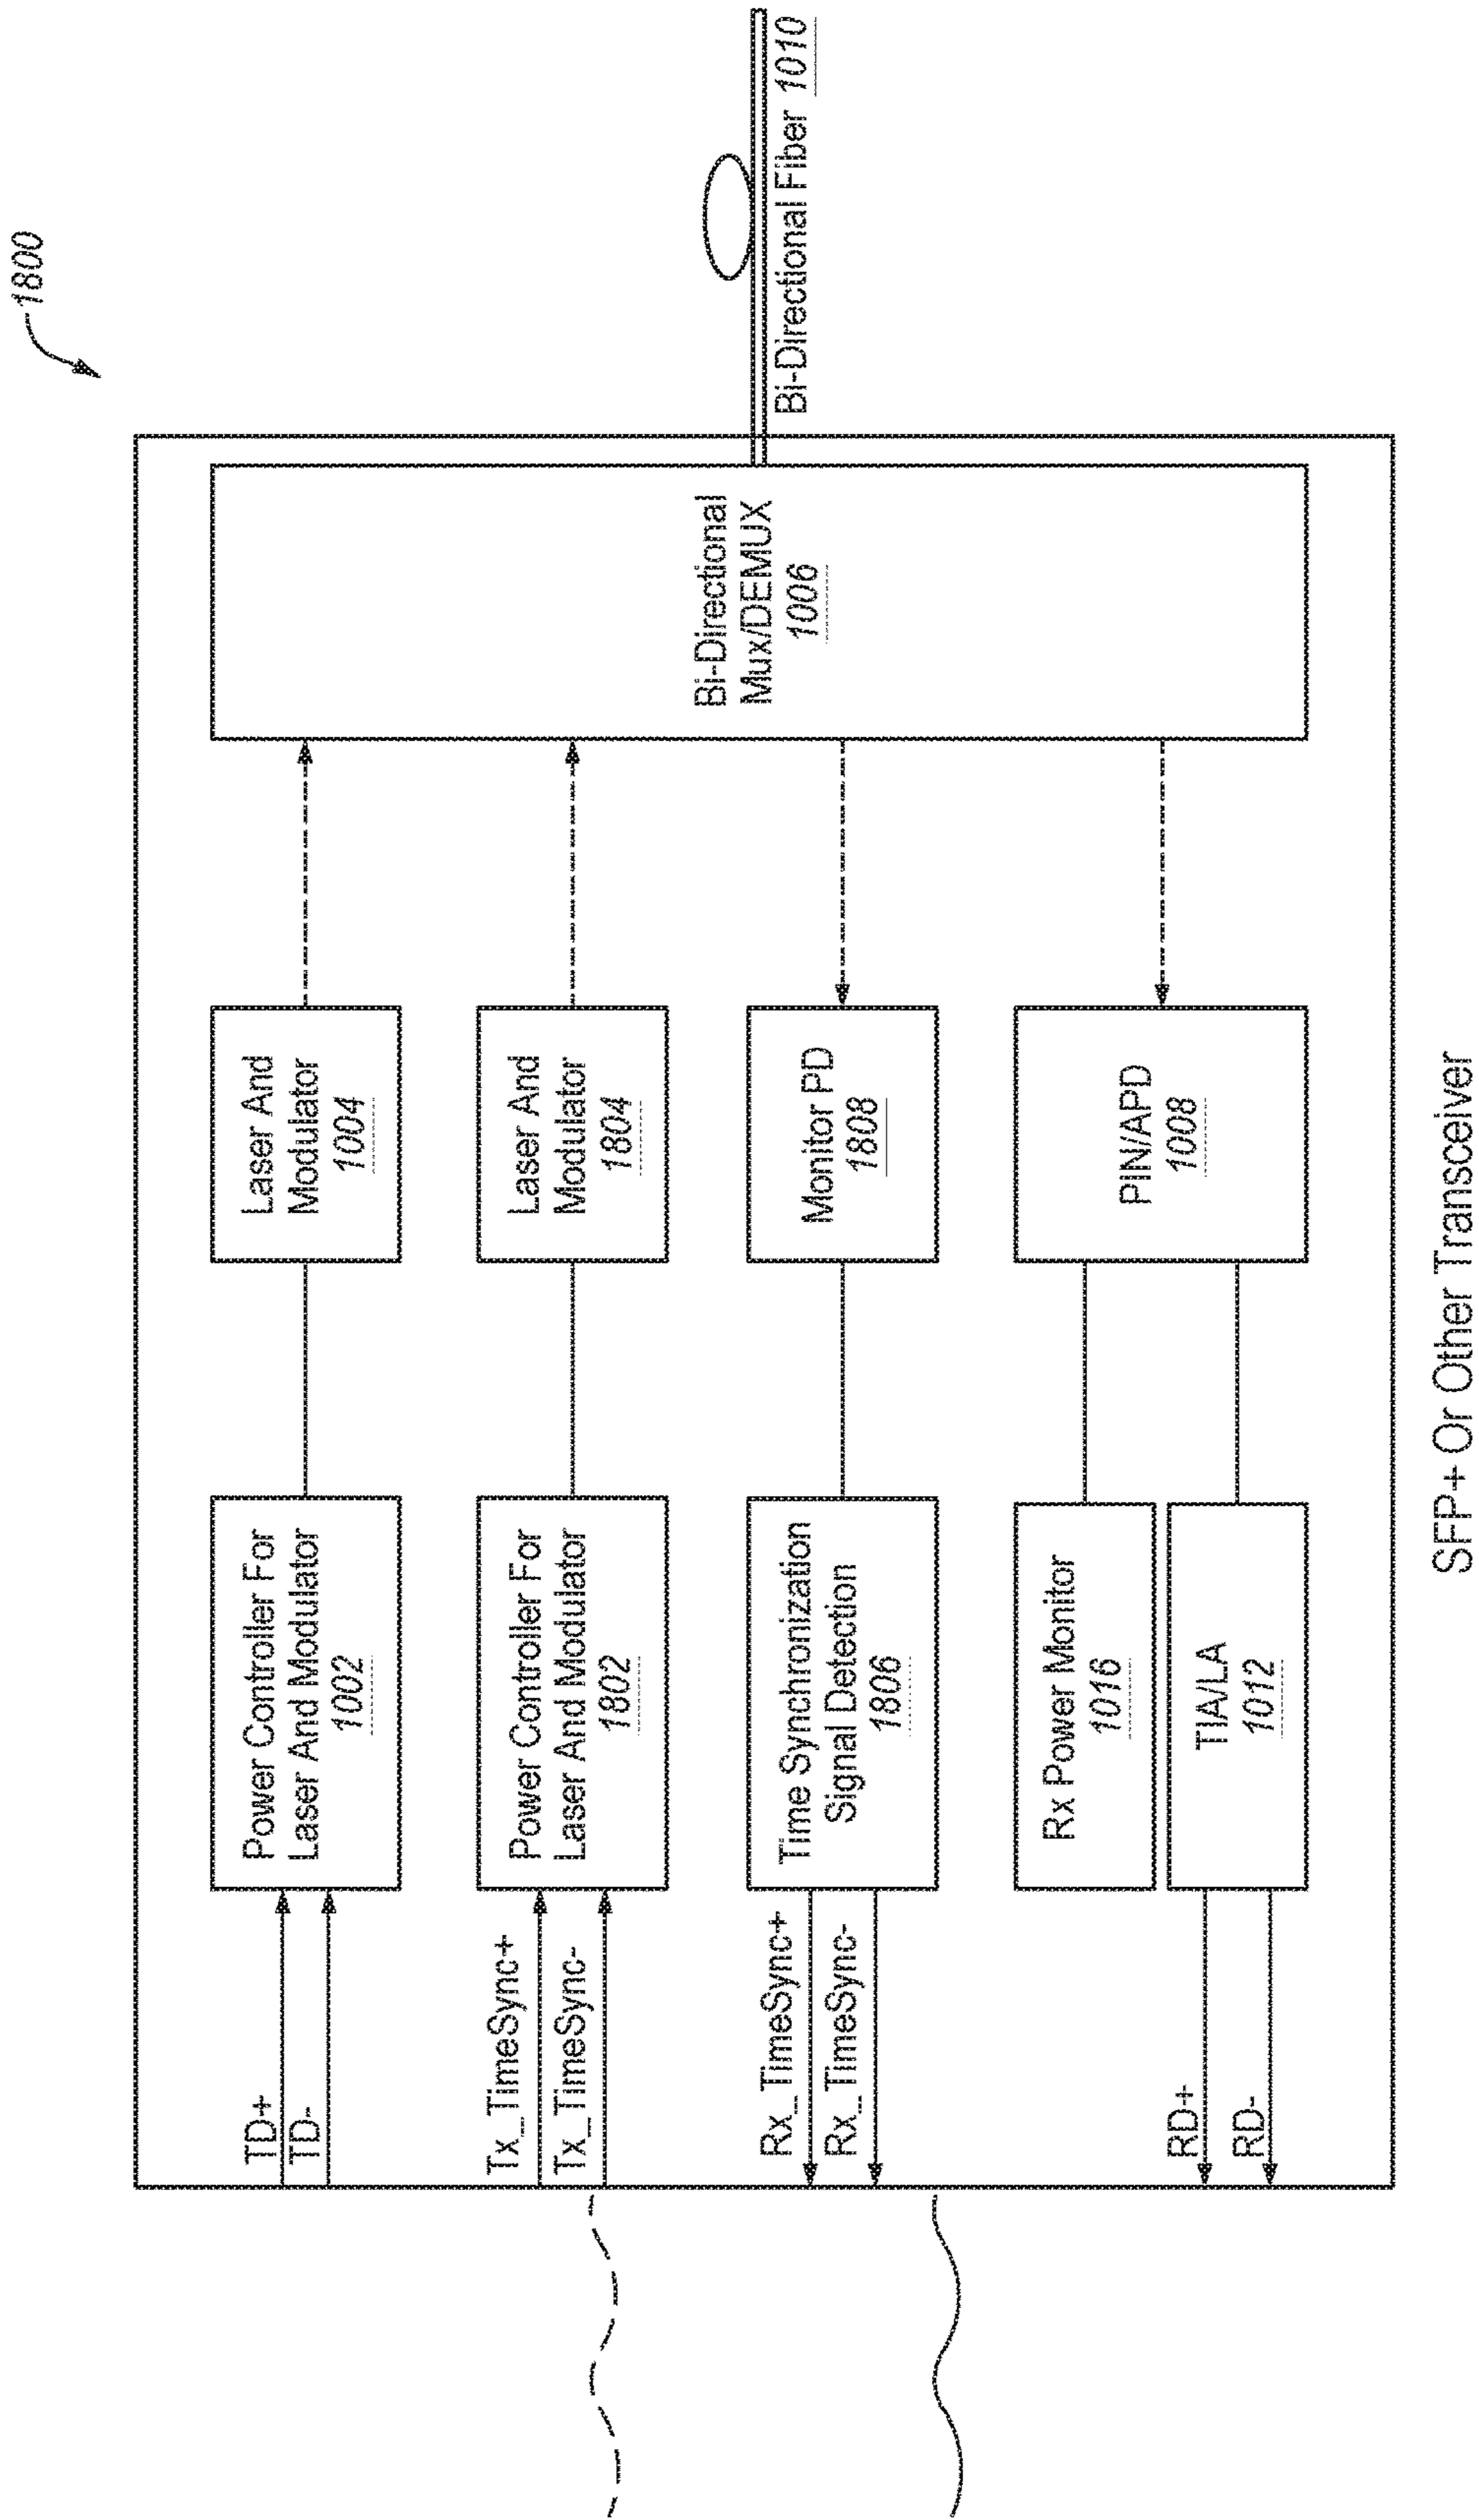 1800
TD+
TD-
Power Controller For
Laser And Modulator
1002
Laser And
Modulator
1004
Tx_TimeSync+
Tx_TimeSync-
Power Controller For
Laser And Modulator
1802
Laser And
Modulator
1804
Bi-Directional
Mux/DEMUX
1006
Bi-Directional Fiber 1010
Rx_TimeSync+
Rx_TimeSync-
Time Synchronization
Signal Detection
1806
Monitor PD
1808
Rx Power Monitor
1016
PIN/APD
1008
RD+
RD-
TIA/LA
1012
SFP+ Or Other Transceiver